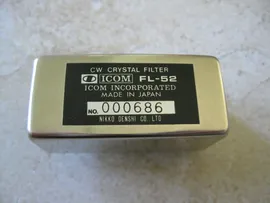 CW CRYSTAL FILTER
ICOM FL-52
ICOM INCORPORATED
MADE IN JAPAN
NO. 000686
NIKKO DENSHI CO. LTD